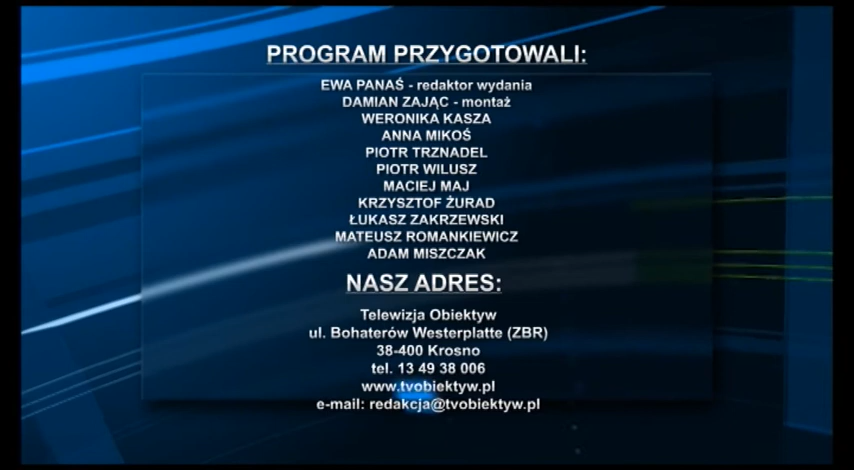 PROGRAM PRZYGOTOWALI:
EWA PANAŚ - redaktor wydania
DAMIAN ZAJĄC - montaż
WERONIKA KASZA
ANNA MIKOŚ
PIOTR TRZNADEL
PIOTR WILUSZ
MACIEJ MAJ
KRZYSZTOF ŻURAD
ŁUKASZ ZAKRZEWSKI
MATEUSZ ROMANKIEWICZ
ADAM MISZCZAK
NASZ ADRES:
Telewizja Obiektyw
ul. Bohaterów Westerplatte (ZBR)
38-400 Krosno
tel. 13 49 38 006
www.tvobiektyw.pl
e-mail: redakcja@tvobiektyw.pl